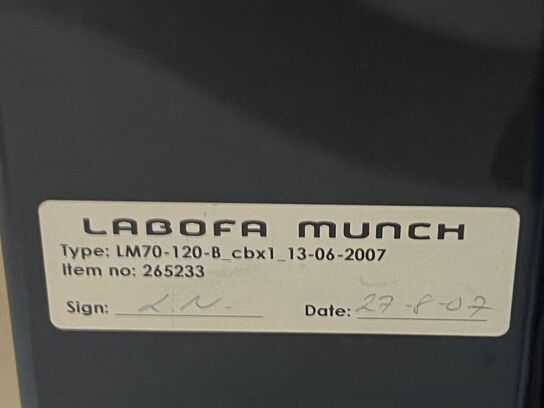 LABOFA MUNCH
Type: LM70-120-B_cbx1_13-06-2007
Item no: 265233
Sign: L.N. Date: 27-8-07